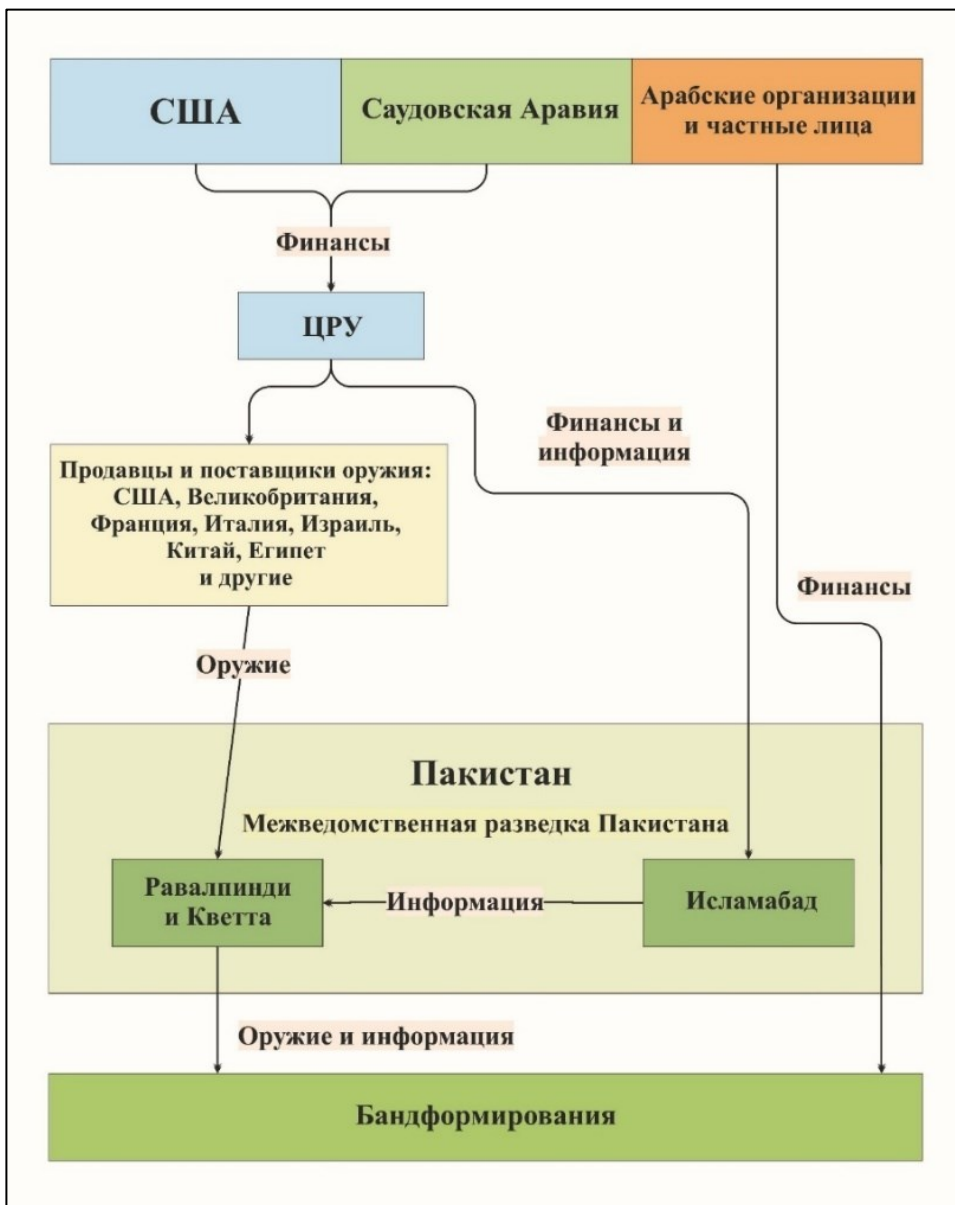 США
Саудовская Аравия
Арабские организации
и частные лица
Финансы
ЦРУ
Финансы и
информация
Продавцы и поставщики оружия:
США, Великобритания,
Франция, Италия, Израиль,
Китай, Египет
и другие
Финансы
Оружие
Пакистан
Межведомственная разведка Пакистана
Равалпинди
и Кветта
Информация
Исламабад
Оружие и информация
Бандформирования